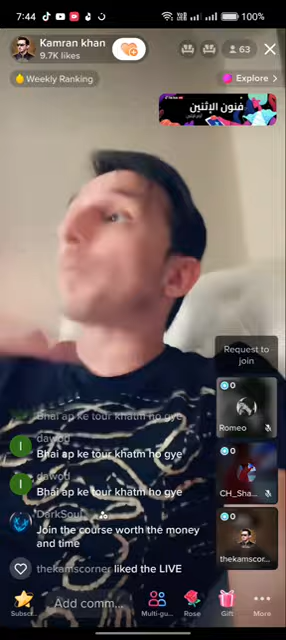 7:44
100%
Kamran khan
9.7K likes
63
Weekly Ranking
Explore
فنون الإثنين
Request to
join
0
Romeo
0
CH_Sha...
0
thekamscor...
Bhai ap ke tour khatm ho gye
dawod
Bhai ap ke tour khatm ho gye
dawod
Bhai ap ke tour khatm ho gye
DarkSoul
Join the course worth the money
and time
thekamscorner liked the LIVE
Subsc...
Add comm...
Multi-gu...
Rose
Gift
More